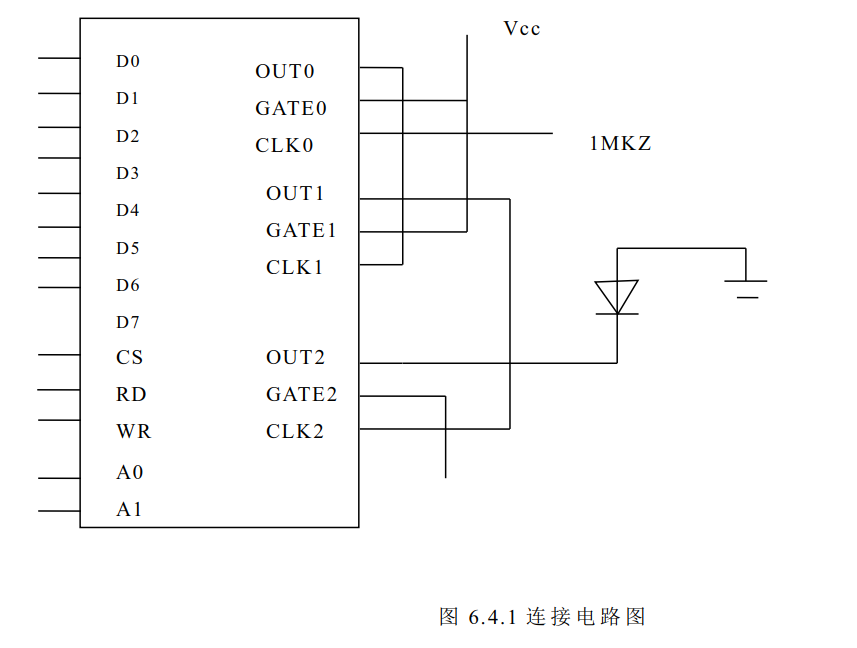 Vcc
D0
OUT0
D1
GATE0
D2
CLK0
1MKZ
D3
OUT1
D4
GATE1
D5
CLK1
D6
D7
CS
OUT2
RD
GATE2
WR
CLK2
A0
A1
图 6.4.1 连接电路图